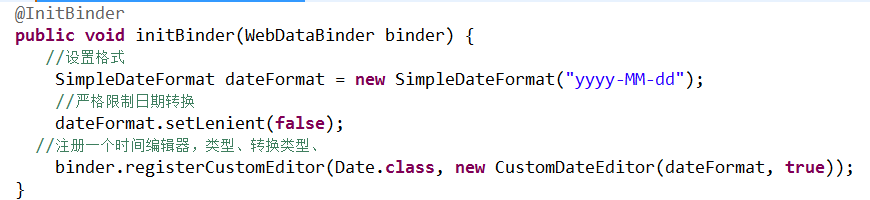 @InitBinder
public void initBinder(WebDataBinder binder) {
//设置格式
SimpleDateFormat dateFormat = new SimpleDateFormat("yyyy-MM-dd");
//严格限制日期转换
dateFormat.setLenient(false);
//注册一个时间编辑器，类型、转换类型、
binder.registerCustomEditor(Date.class, new CustomDateEditor(dateFormat, true));
}